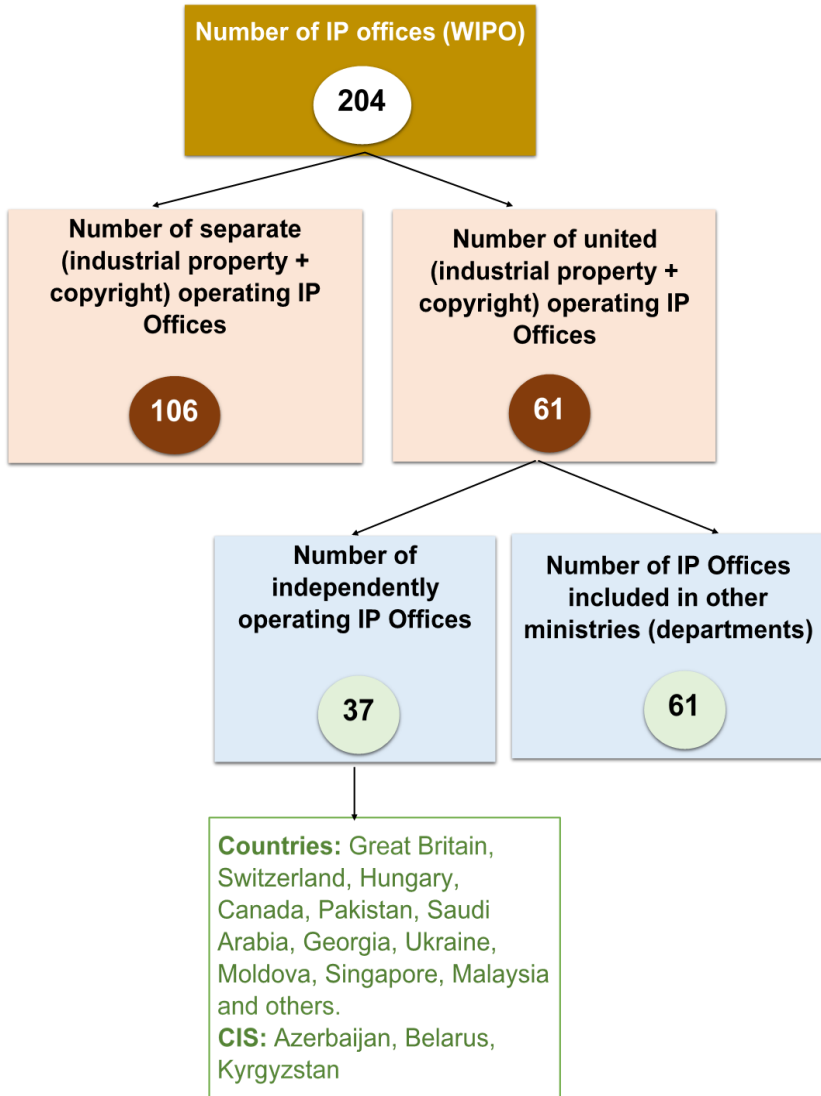 Number of IP offices (WIPO)
204
Number of separate
(industrial property +
copyright) operating IP
Offices
106
Number of united
(industrial property +
copyright) operating IP
Offices
61
Number of
independently
operating IP Offices
37
Number of IP Offices
included in other
ministries (departments)
61
Countries: Great Britain,
Switzerland, Hungary,
Canada, Pakistan, Saudi
Arabia, Georgia, Ukraine,
Moldova, Singapore, Malaysia
and others.
CIS: Azerbaijan, Belarus,
Kyrgyzstan